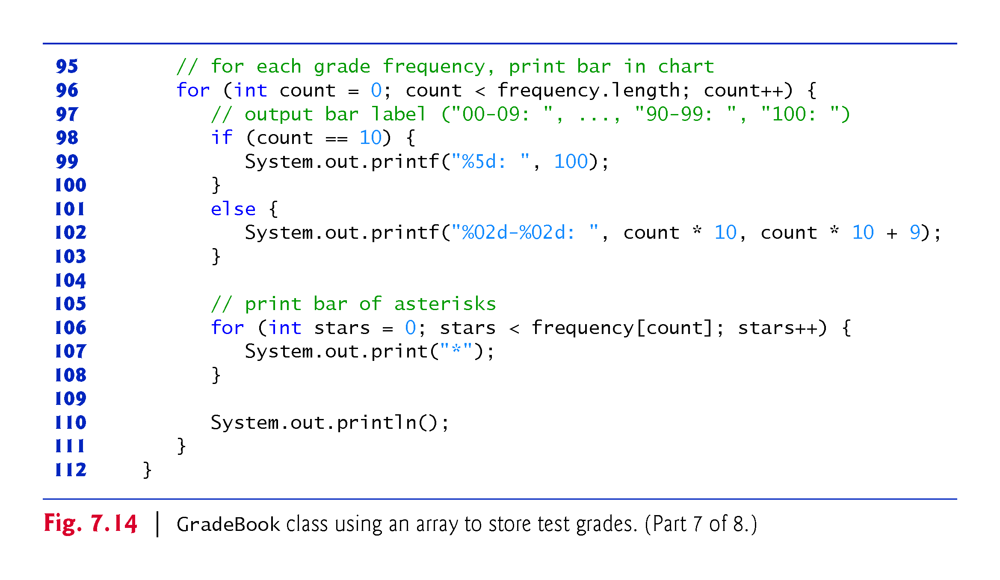 95 // for each grade frequency, print bar in chart
96 for (int count = 0; count < frequency.length; count++) {
97 // output bar label ("00-09: ", ..., "90-99: ", "100: ")
98 if (count == 10) {
99 System.out.printf("%5d: ", 100);
100 }
101 else {
102 System.out.printf("%02d-%02d: ", count * 10, count * 10 + 9);
103 }
104
105 // print bar of asterisks
106 for (int stars = 0; stars < frequency[count]; stars++) {
107 System.out.print("*");
108 }
109
110 System.out.println();
111 }
112 }
Fig. 7.14 | GradeBook class using an array to store test grades. (Part 7 of 8.)